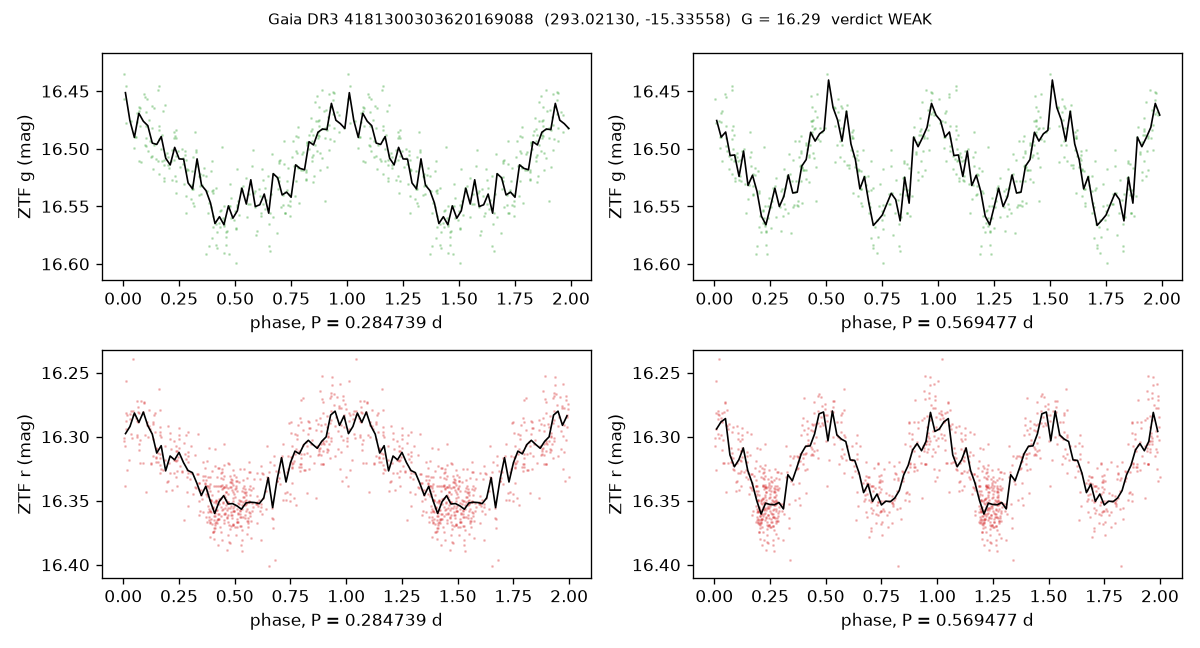 Gaia DR3 4181300303620169088 (293.02130, -15.33558) G = 16.29 verdict WEAK
ZTF g (mag)
16.45
16.50
16.55
16.60
0.00 0.25 0.50 0.75 1.00 1.25 1.50 1.75 2.00
phase, P = 0.284739 d
ZTF g (mag)
16.45
16.50
16.55
16.60
0.00 0.25 0.50 0.75 1.00 1.25 1.50 1.75 2.00
phase, P = 0.569477 d
ZTF r (mag)
16.25
16.30
16.35
16.40
0.00 0.25 0.50 0.75 1.00 1.25 1.50 1.75 2.00
phase, P = 0.284739 d
ZTF r (mag)
16.25
16.30
16.35
16.40
0.00 0.25 0.50 0.75 1.00 1.25 1.50 1.75 2.00
phase, P = 0.569477 d